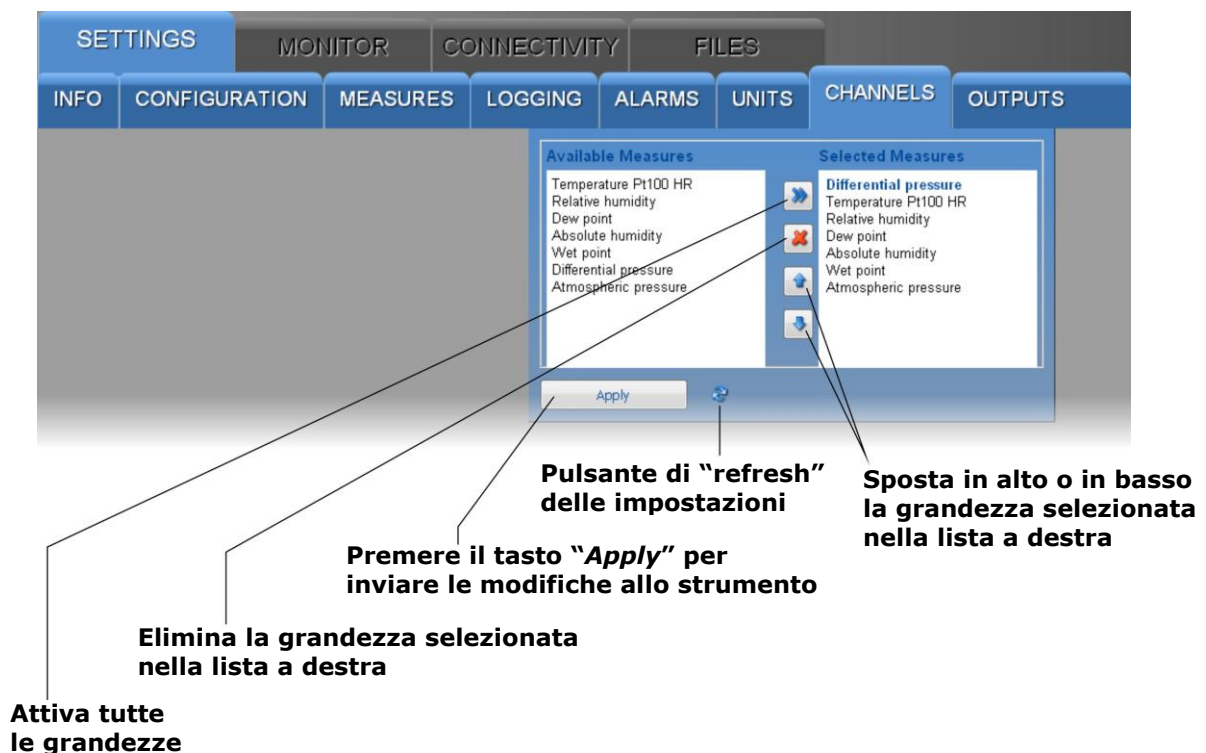 SETTINGS MONITOR CONNECTIVITY FILES
INFO CONFIGURATION MEASURES LOGGING ALARMS UNITS CHANNELS OUTPUTS
Available Measures
Temperature Pt100 HR
Relative humidity
Dew point
Absolute humidity
Wet point
Differential pressure
Atmospheric pressure
Selected Measures
Differential pressure
Temperature Pt100 HR
Relative humidity
Dew point
Absolute humidity
Wet point
Atmospheric pressure
Apply
Pulsante di “refresh”
delle impostazioni
Sposta in alto o in basso
la grandezza selezionata
nella lista a destra
Premere il tasto “Apply” per
inviare le modifiche allo strumento
Elimina la grandezza selezionata
nella lista a destra
Attiva tutte
le grandezze